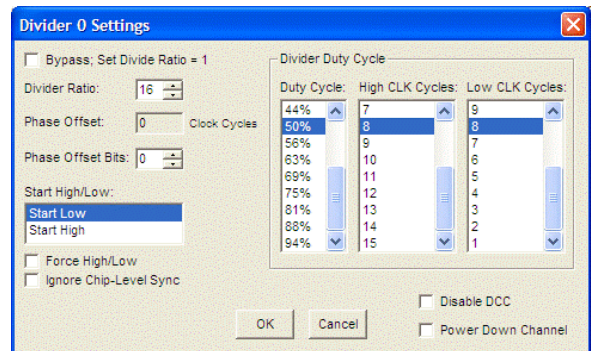 Divider 0 Settings
Bypass; Set Divide Ratio = 1
Divider Ratio: 16
Phase Offset: 0 Clock Cycles
Phase Offset Bits: 0
Start High/Low:
Start Low
Start High
Force High/Low
Ignore Chip-Level Sync
Divider Duty Cycle
Duty Cycle: High CLK Cycles: Low CLK Cycles:
44% 7 9
50% 8 8
56% 9 7
63% 10 6
69% 11 5
75% 12 4
81% 13 3
88% 14 2
94% 15 1
Disable DCC
OK Cancel
Power Down Channel